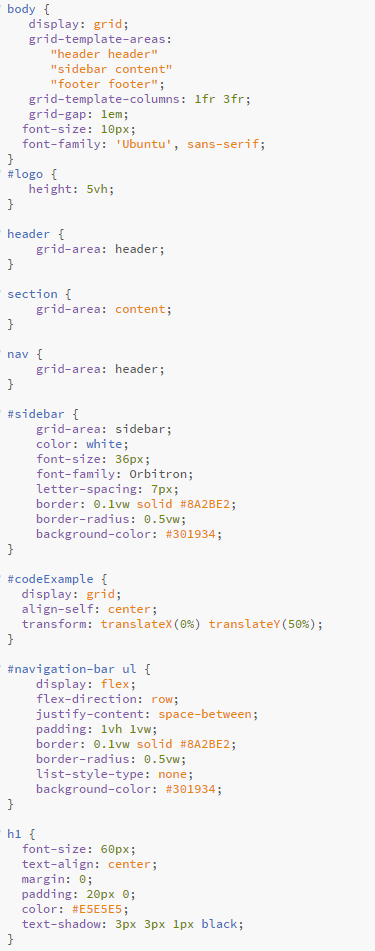 body {
display: grid;
grid-template-areas:
"header header"
"sidebar content"
"footer footer";
grid-template-columns: 1fr 3fr;
grid-gap: 1em;
font-size: 10px;
font-family: 'Ubuntu', sans-serif;
}
#logo {
height: 5vh;
}
header {
grid-area: header;
}
section {
grid-area: content;
}
nav {
grid-area: header;
}
#sidebar {
grid-area: sidebar;
color: white;
font-size: 36px;
font-family: Orbitron;
letter-spacing: 7px;
border: 0.1vw solid #8A2BE2;
border-radius: 0.5vw;
background-color: #301934;
}
#codeExample {
display: grid;
align-self: center;
transform: translateX(0%) translateY(50%);
}
#navigation-bar ul {
display: flex;
flex-direction: row;
justify-content: space-between;
padding: 1vh 1vw;
border: 0.1vw solid #8A2BE2;
border-radius: 0.5vw;
list-style-type: none;
background-color: #301934;
}
h1 {
font-size: 60px;
text-align: center;
margin: 0;
padding: 20px 0;
color: #E5E5E5;
text-shadow: 3px 3px 1px black;
}